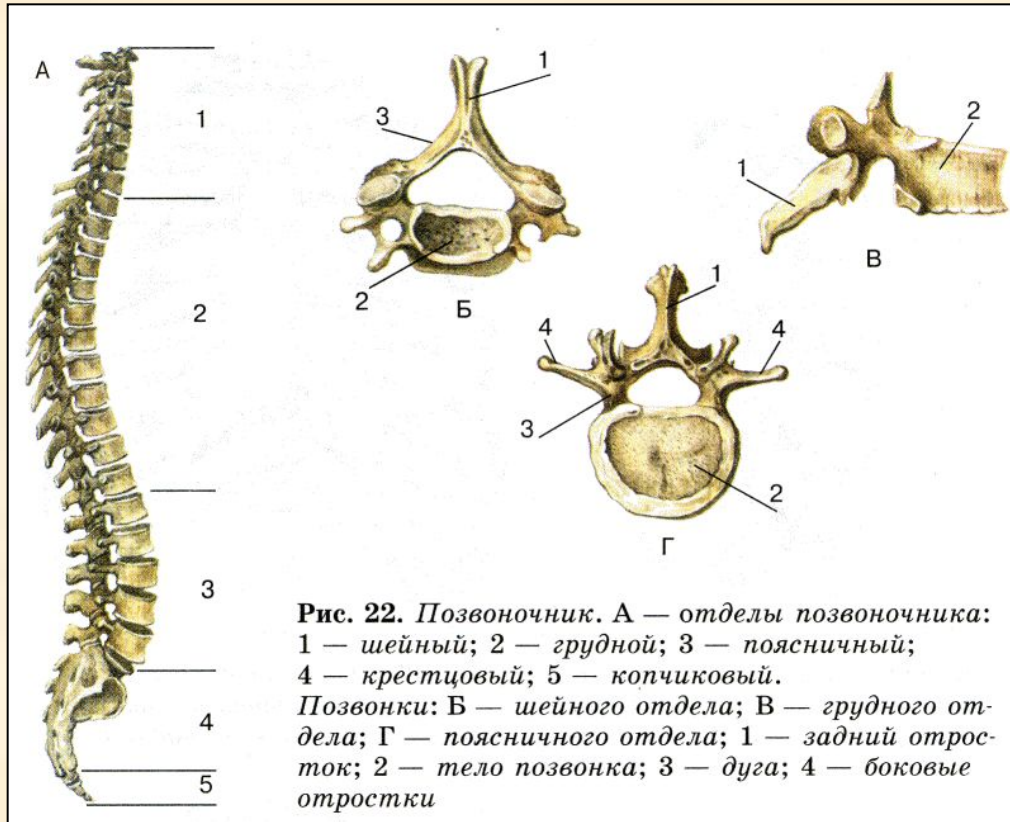 А
1
2
3
4
5
1
3
2
Б
1
2
В
1
4
4
3
2
Г
Рис. 22. Позвоночник. А — отделы позвоночника:
1 — шейный; 2 — грудной; 3 — поясничный;
4 — крестцовый; 5 — копчиковый.
Позвонки: Б — шейного отдела; В — грудного от-
дела; Г — поясничного отдела; 1 — задний отрос-
ток; 2 — тело позвонка; 3 — дуга; 4 — боковые
отростки